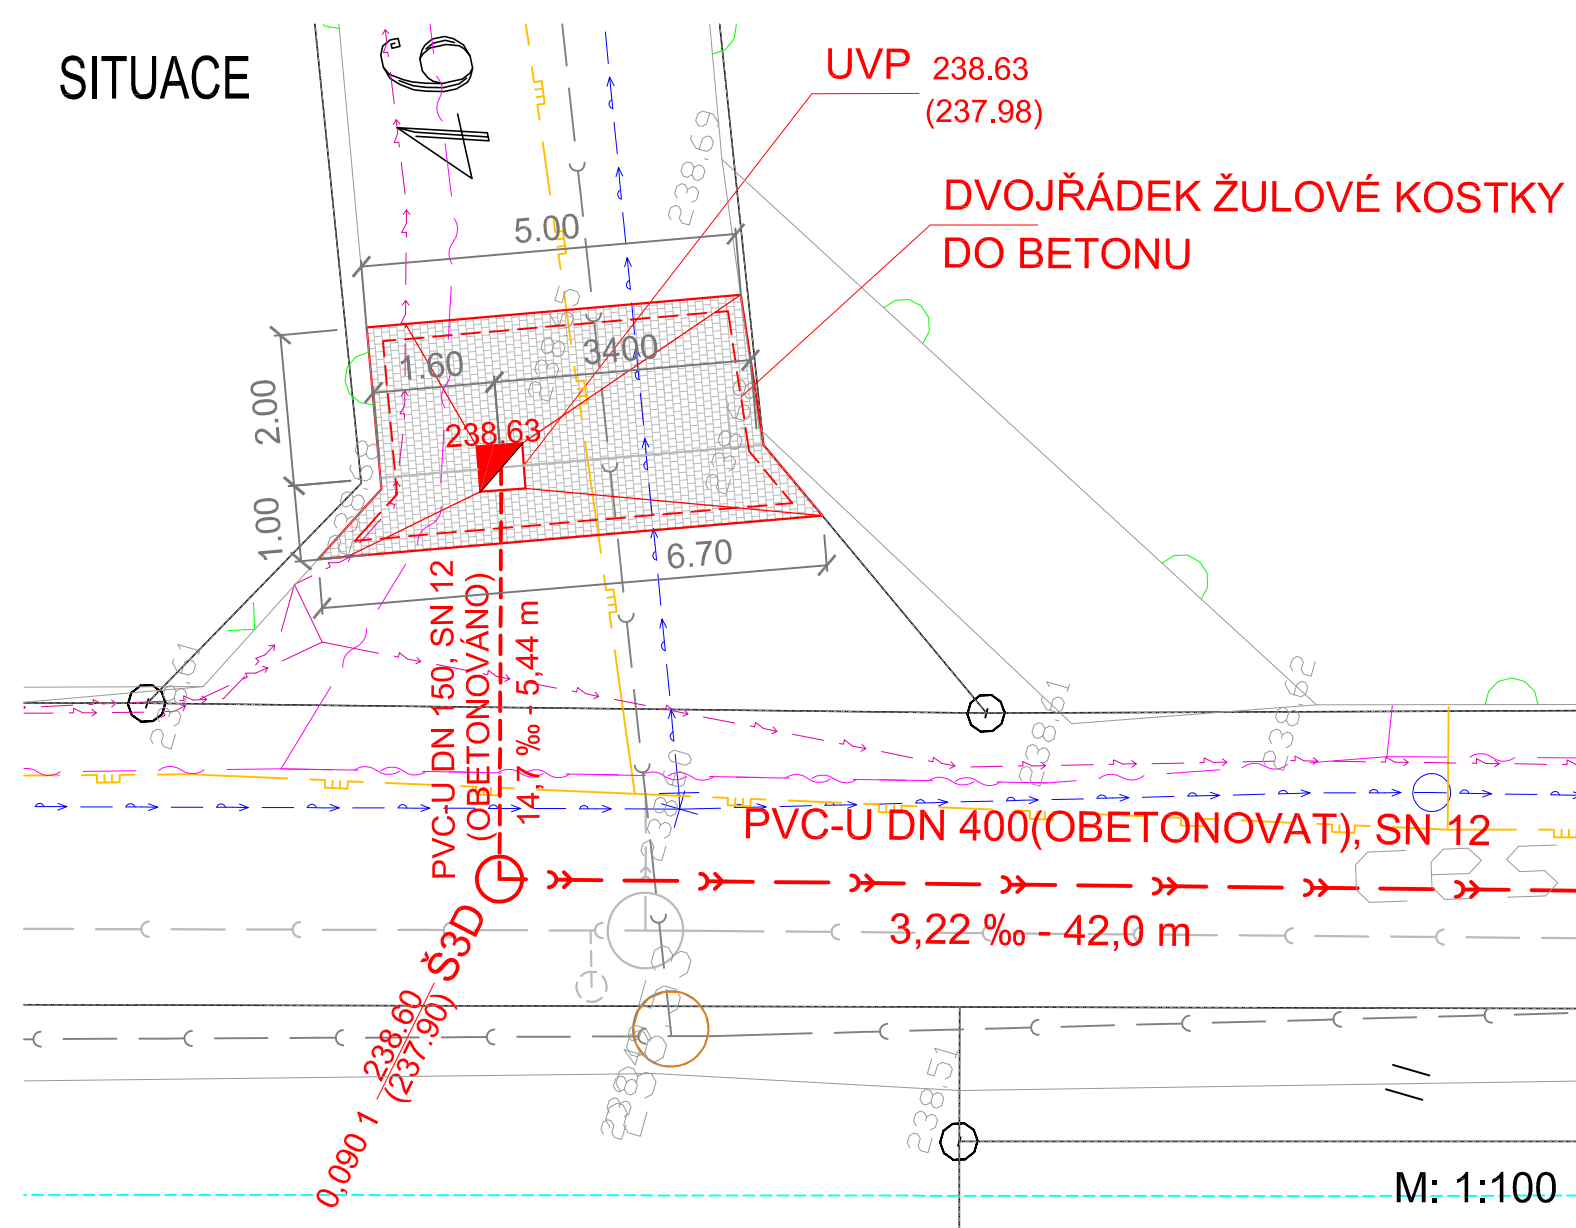 SITUACE
46
UVP 238.63
(237.98)
238.69
DVOJŘÁDEK ŽULOVÉ KOSTKY
DO BETONU
5.00
1.60
3400
2.00
238.63
1.00
6.70
PVC-U DN 150, SN 12
(OBETONOVÁNO)
14,7 ‰ - 5,44 m
238.61
238.61
238.62
PVC-U DN 400(OBETONOVAT), SN 12
3,22 ‰ - 42,0 m
Š3D
238.60
(237.90)
0,090 1
238.51
M: 1:100